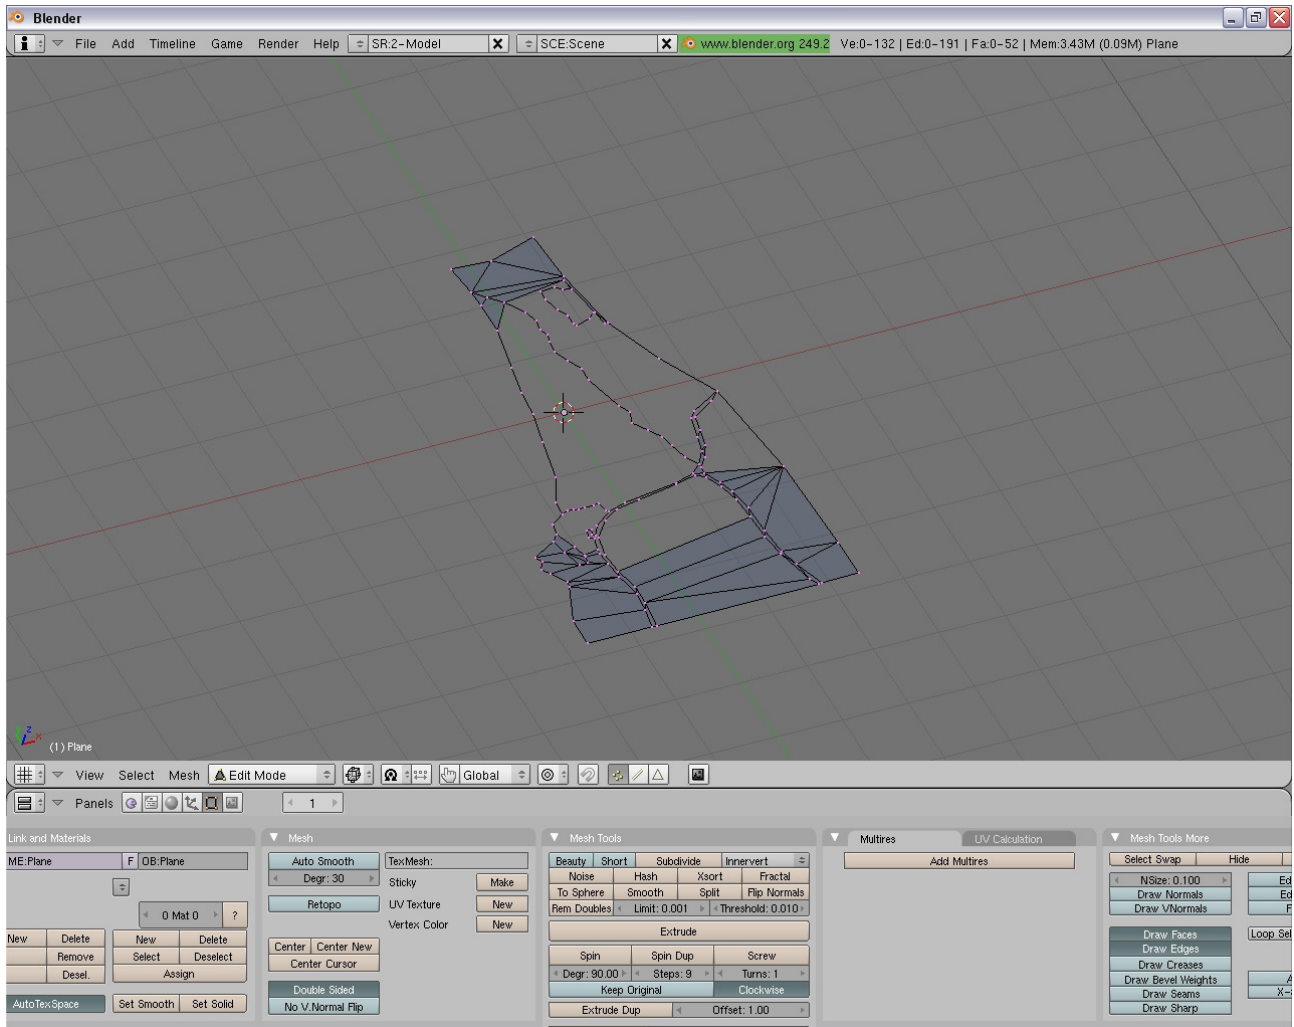 Blender
File Add Timeline Game Render Help SR:2-Model SCE:Scene www.blender.org 249.2 Ve:0-132 | Ed:0-191 | Fa:0-52 | Mem:3.43M (0.09M) Plane
z
x
(1) Plane
View Select Mesh Edit Mode Global
Panels 1
Link and Materials Mesh Mesh Tools Multires UV Calculation Mesh Tools More
ME:Plane F OB:Plane Auto Smooth TexMesh: Beauty Short Subdivide Innervert Add Multires Select Swap Hide
Degr: 30 Sticky Make Noise Hash Xsort Fractal NSize: 0.100 Ed
To Sphere Smooth Split Flip Normals Draw Normals Ed
0 Mat 0 ? Retopo UV Texture New Rem Doubles Limit: 0.001 Threshold: 0.010 Draw VNormals F
Vertex Color New
New Delete New Delete Extrude Draw Faces Loop Sel
Remove Select Deselect Center Center New Spin Spin Dup Screw Draw Edges
Desel. Assign Center Cursor Degr: 90.00 Steps: 9 Turns: 1 Draw Creases
Double Sided Keep Original Clockwise Draw Bevel Weights A
AutoTexSpace Set Smooth Set Solid No V.Normal Flip Extrude Dup Offset: 1.00 Draw Seams X-a
Draw Sharp